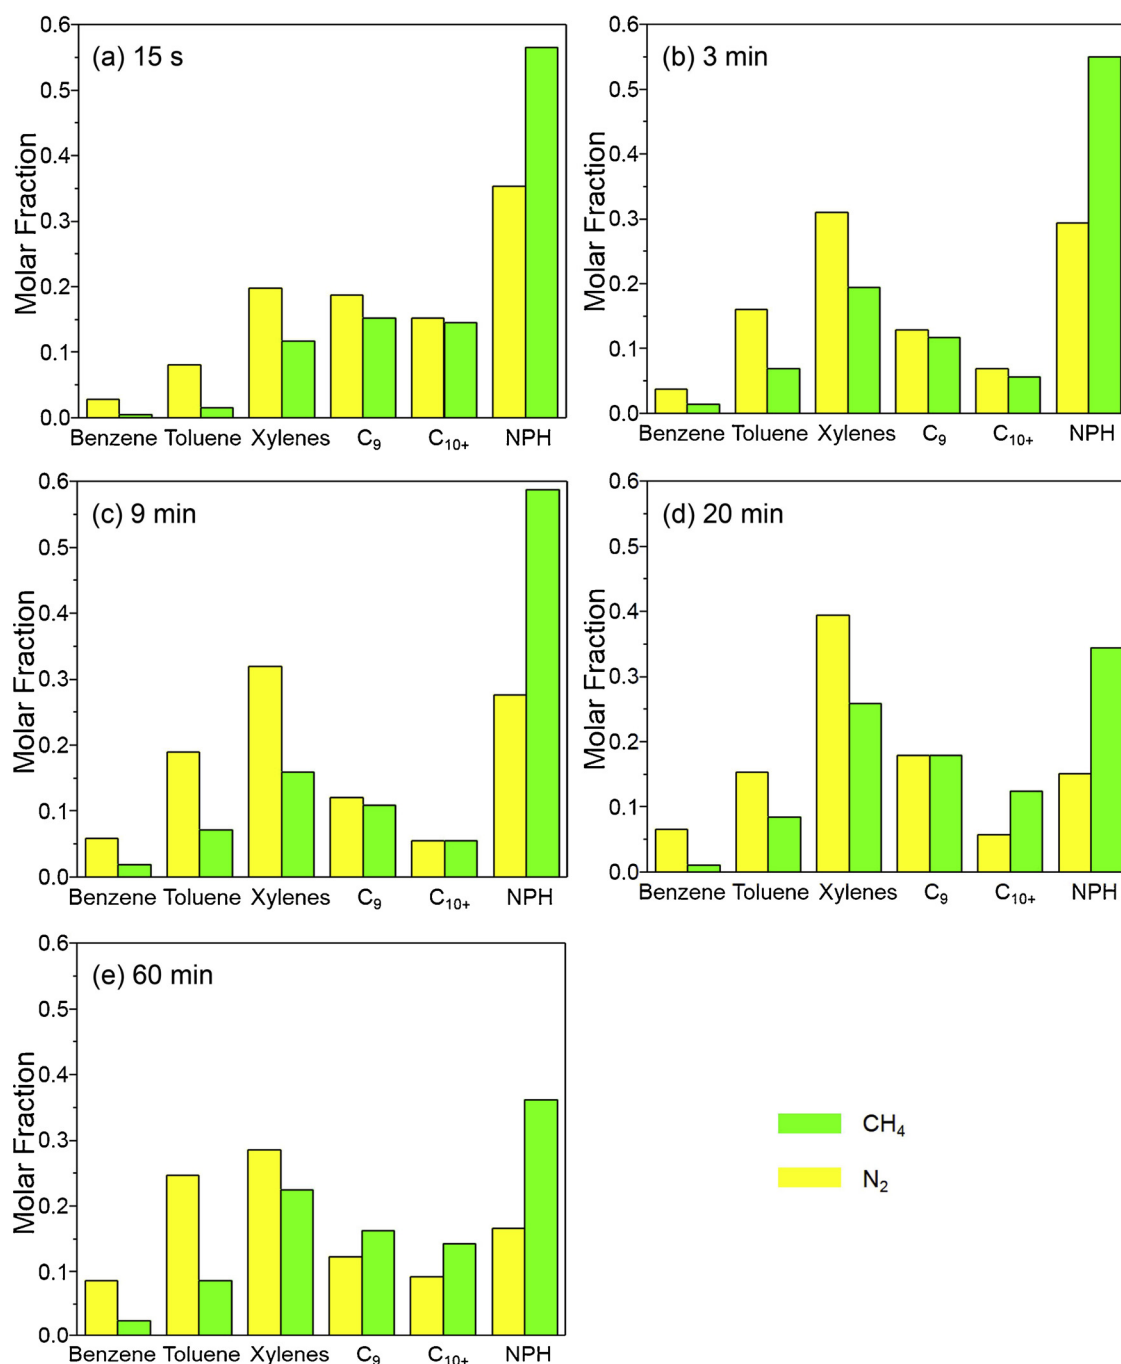 (a) 15 s
Molar Fraction
0.6
0.5
0.4
0.3
0.2
0.1
0.0
Benzene Toluene Xylenes C₉ C₁₀₊ NPH
(b) 3 min
Molar Fraction
0.6
0.5
0.4
0.3
0.2
0.1
0.0
Benzene Toluene Xylenes C₉ C₁₀₊ NPH
(c) 9 min
Molar Fraction
0.6
0.5
0.4
0.3
0.2
0.1
0.0
Benzene Toluene Xylenes C₉ C₁₀₊ NPH
(d) 20 min
Molar Fraction
0.6
0.5
0.4
0.3
0.2
0.1
0.0
Benzene Toluene Xylenes C₉ C₁₀₊ NPH
(e) 60 min
Molar Fraction
0.6
0.5
0.4
0.3
0.2
0.1
0.0
Benzene Toluene Xylenes C₉ C₁₀₊ NPH
CH₄
N₂